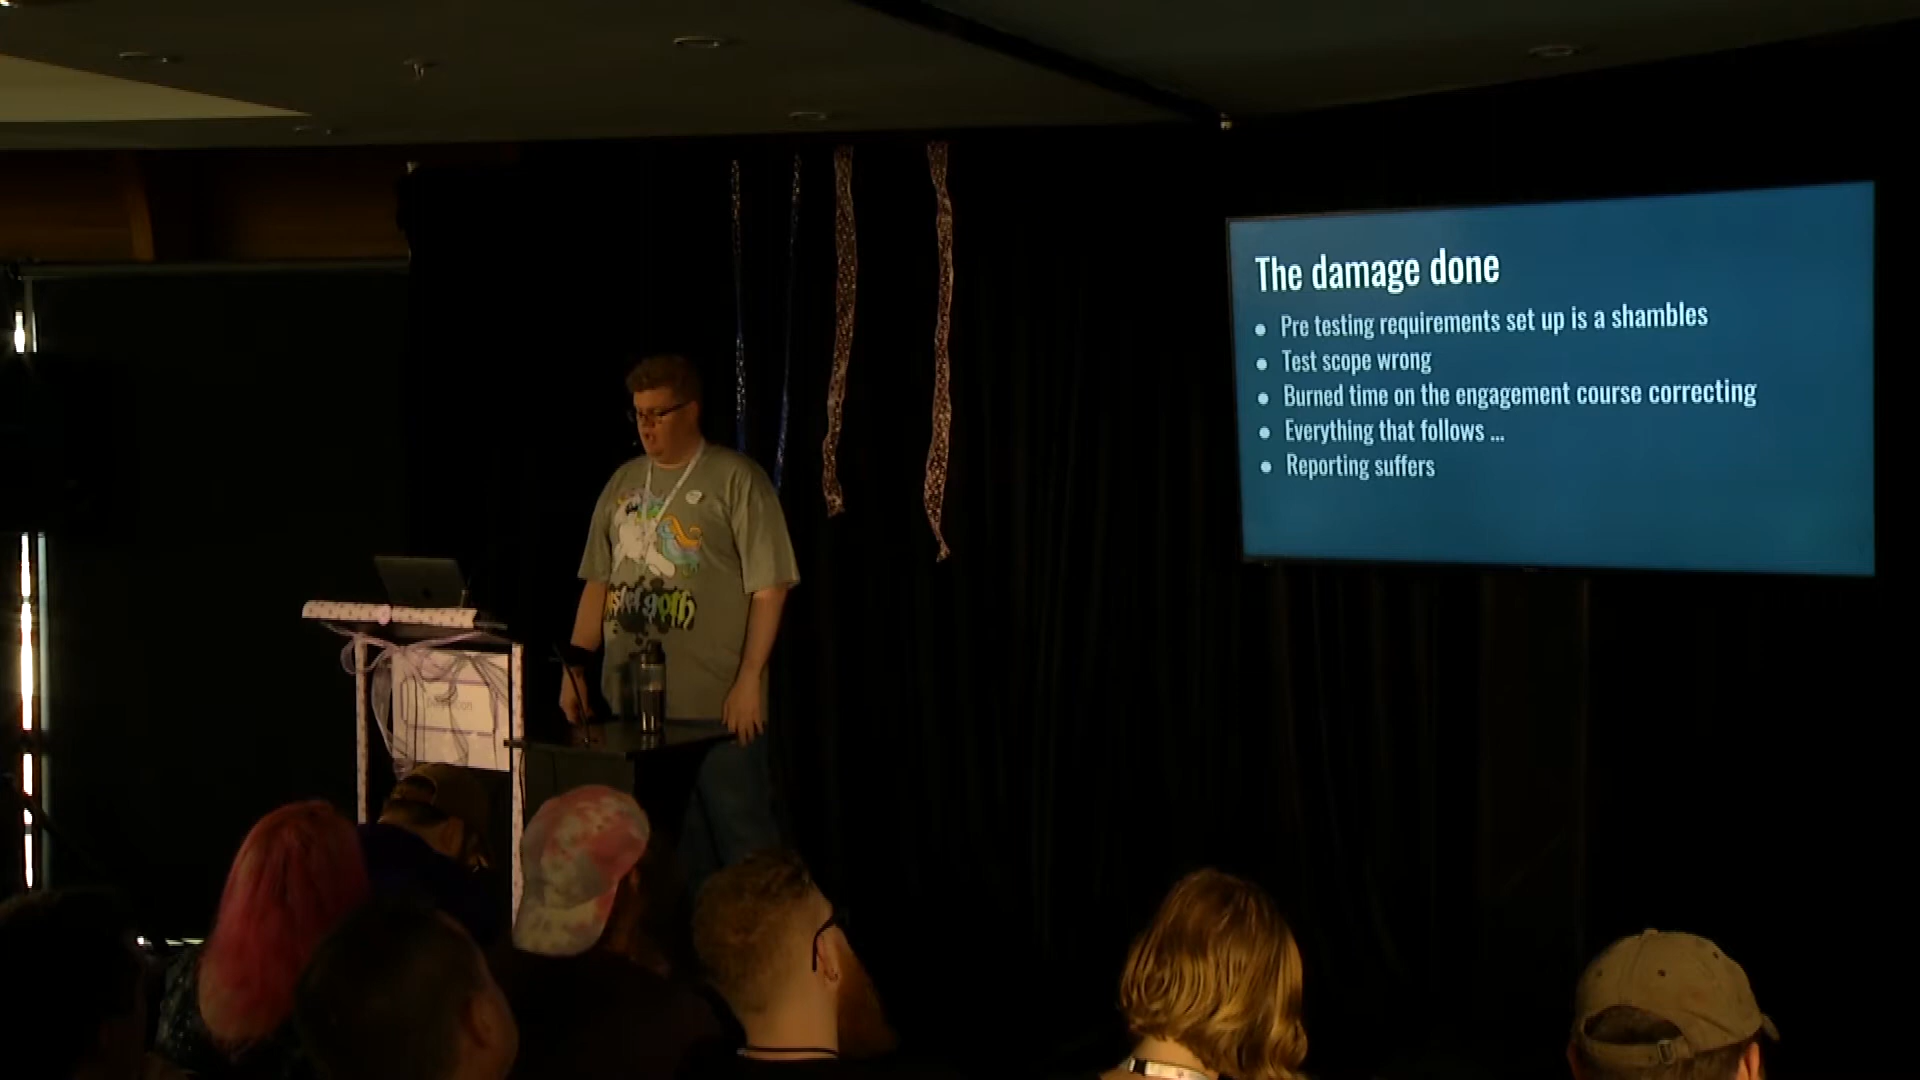 The damage done
Pre testing requirements set up is a shambles
Test scope wrong
Burned time on the engagement course correcting
Everything that follows ...
Reporting suffers
goth